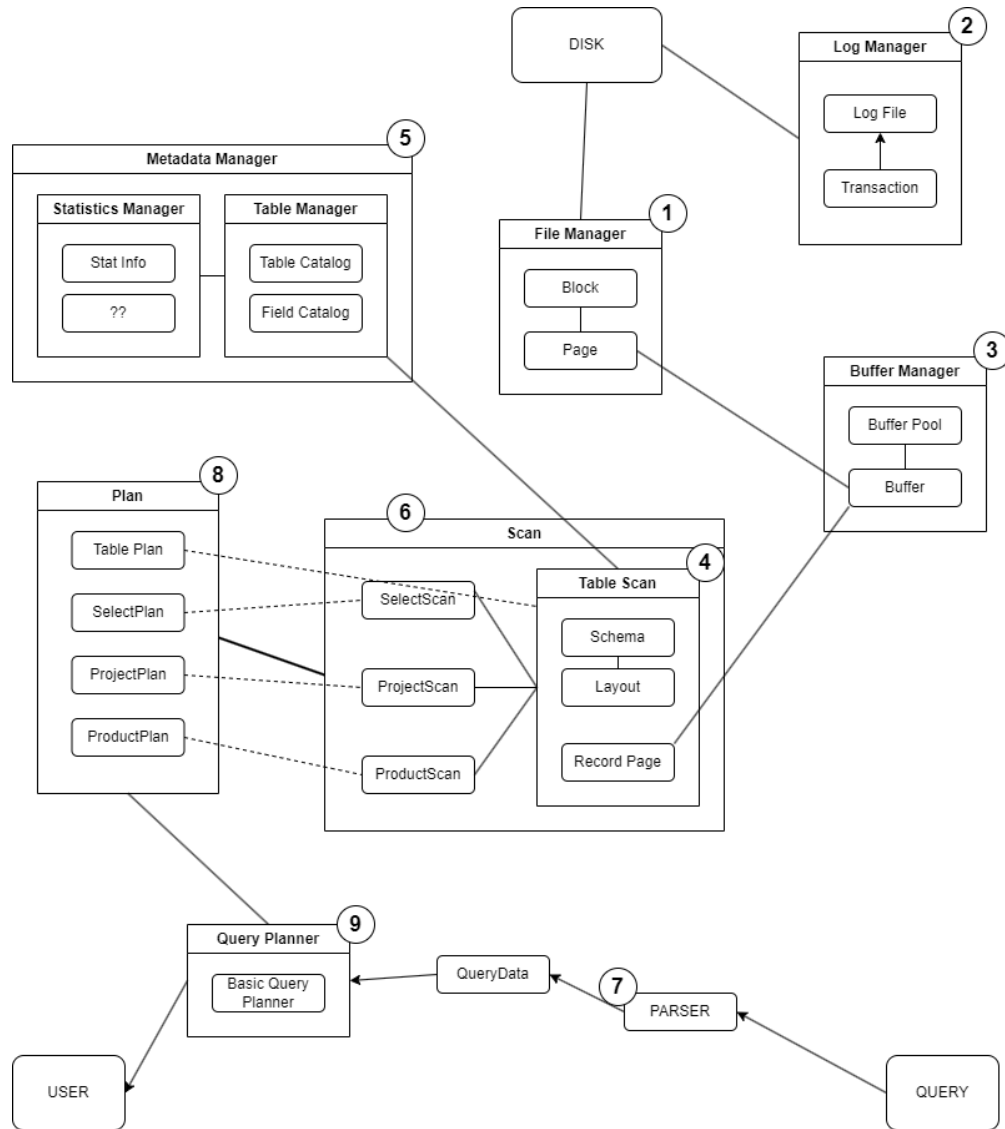 DISK
2
Log Manager
Log File
Transaction
5
Metadata Manager
Statistics Manager
Stat Info
??
Table Manager
Table Catalog
Field Catalog
1
File Manager
Block
Page
3
Buffer Manager
Buffer Pool
Buffer
8
Plan
Table Plan
SelectPlan
ProjectPlan
ProductPlan
6
Scan
SelectScan
ProjectScan
ProductScan
4
Table Scan
Schema
Layout
Record Page
9
Query Planner
Basic Query
Planner
QueryData
7
PARSER
USER
QUERY